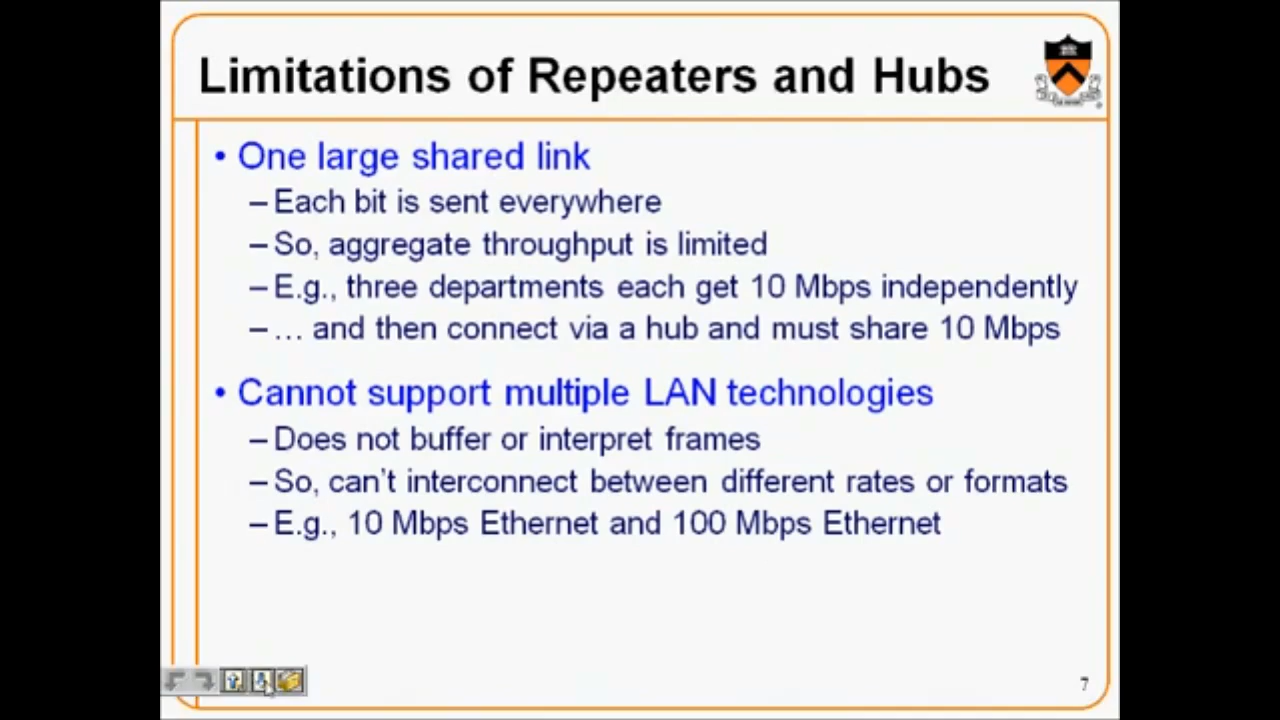 Limitations of Repeaters and Hubs
• One large shared link
– Each bit is sent everywhere
– So, aggregate throughput is limited
– E.g., three departments each get 10 Mbps independently
– … and then connect via a hub and must share 10 Mbps
• Cannot support multiple LAN technologies
– Does not buffer or interpret frames
– So, can't interconnect between different rates or formats
– E.g., 10 Mbps Ethernet and 100 Mbps Ethernet
7